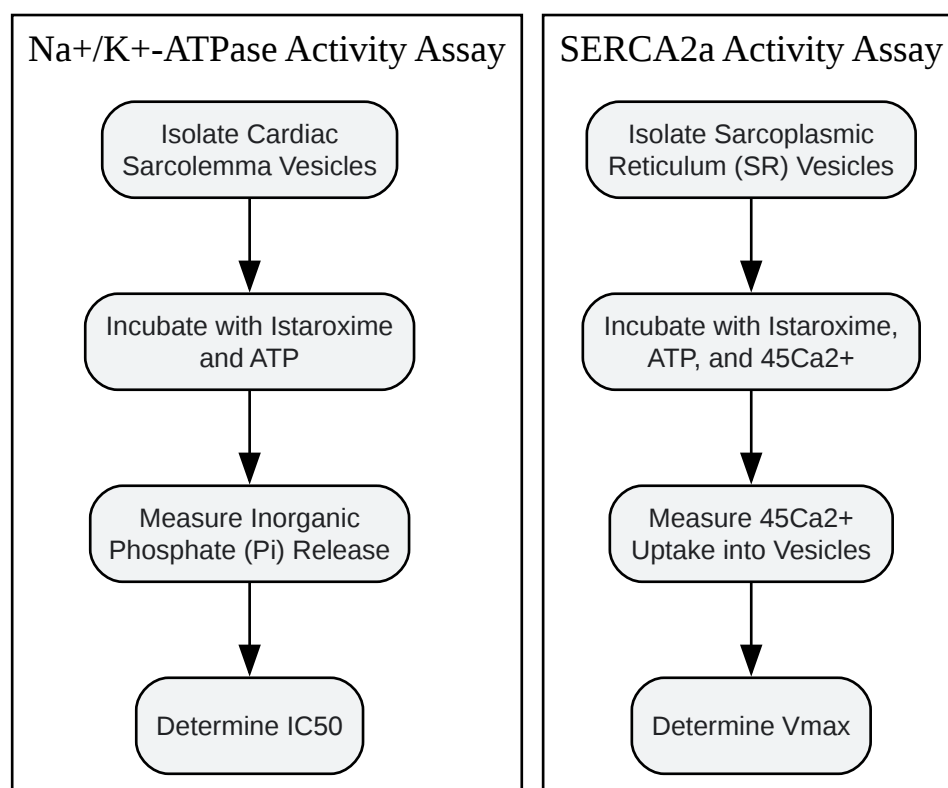 Na+/K+-ATPase Activity Assay
Isolate Cardiac
Sarcolemma Vesicles
Incubate with Istaroxime
and ATP
Measure Inorganic
Phosphate (Pi) Release
Determine IC50
SERCA2a Activity Assay
Isolate Sarcoplasmic
Reticulum (SR) Vesicles
Incubate with Istaroxime,
ATP, and 45Ca2+
Measure 45Ca2+
Uptake into Vesicles
Determine Vmax